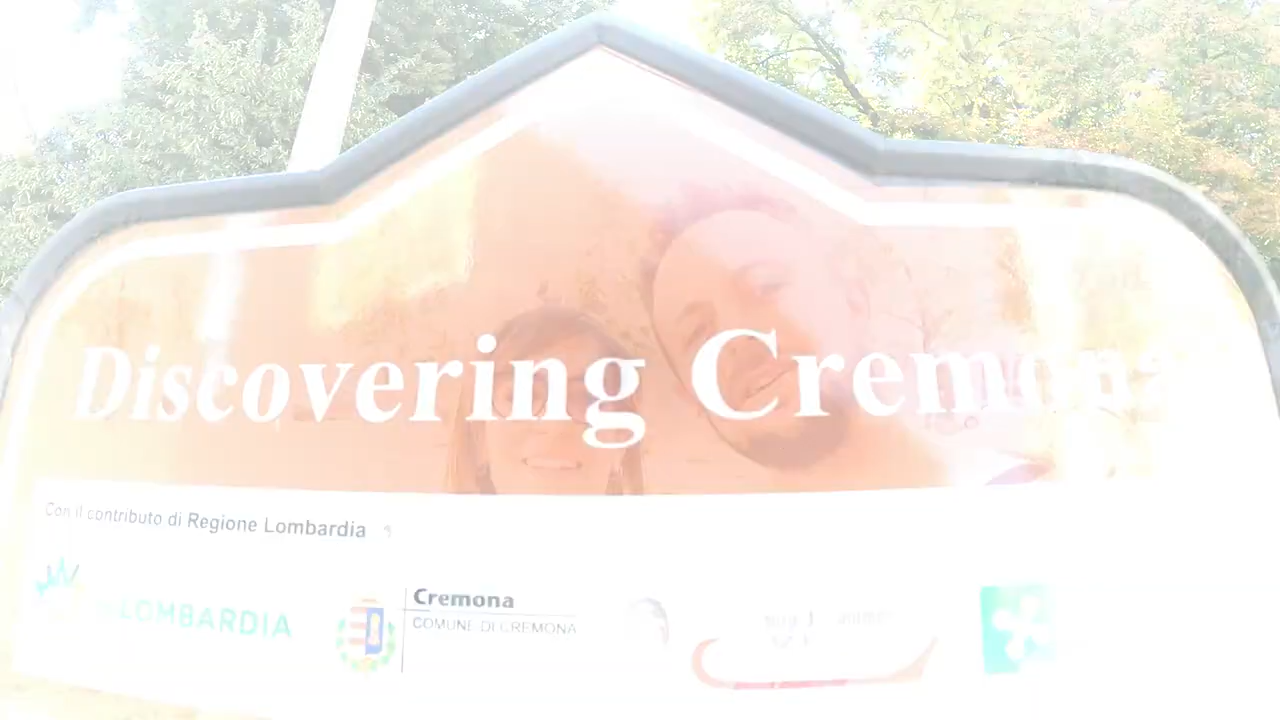 Discovering Cremona
Con il contributo di Regione Lombardia
LOMBARDIA
Cremona
COMUNE DI CREMONA